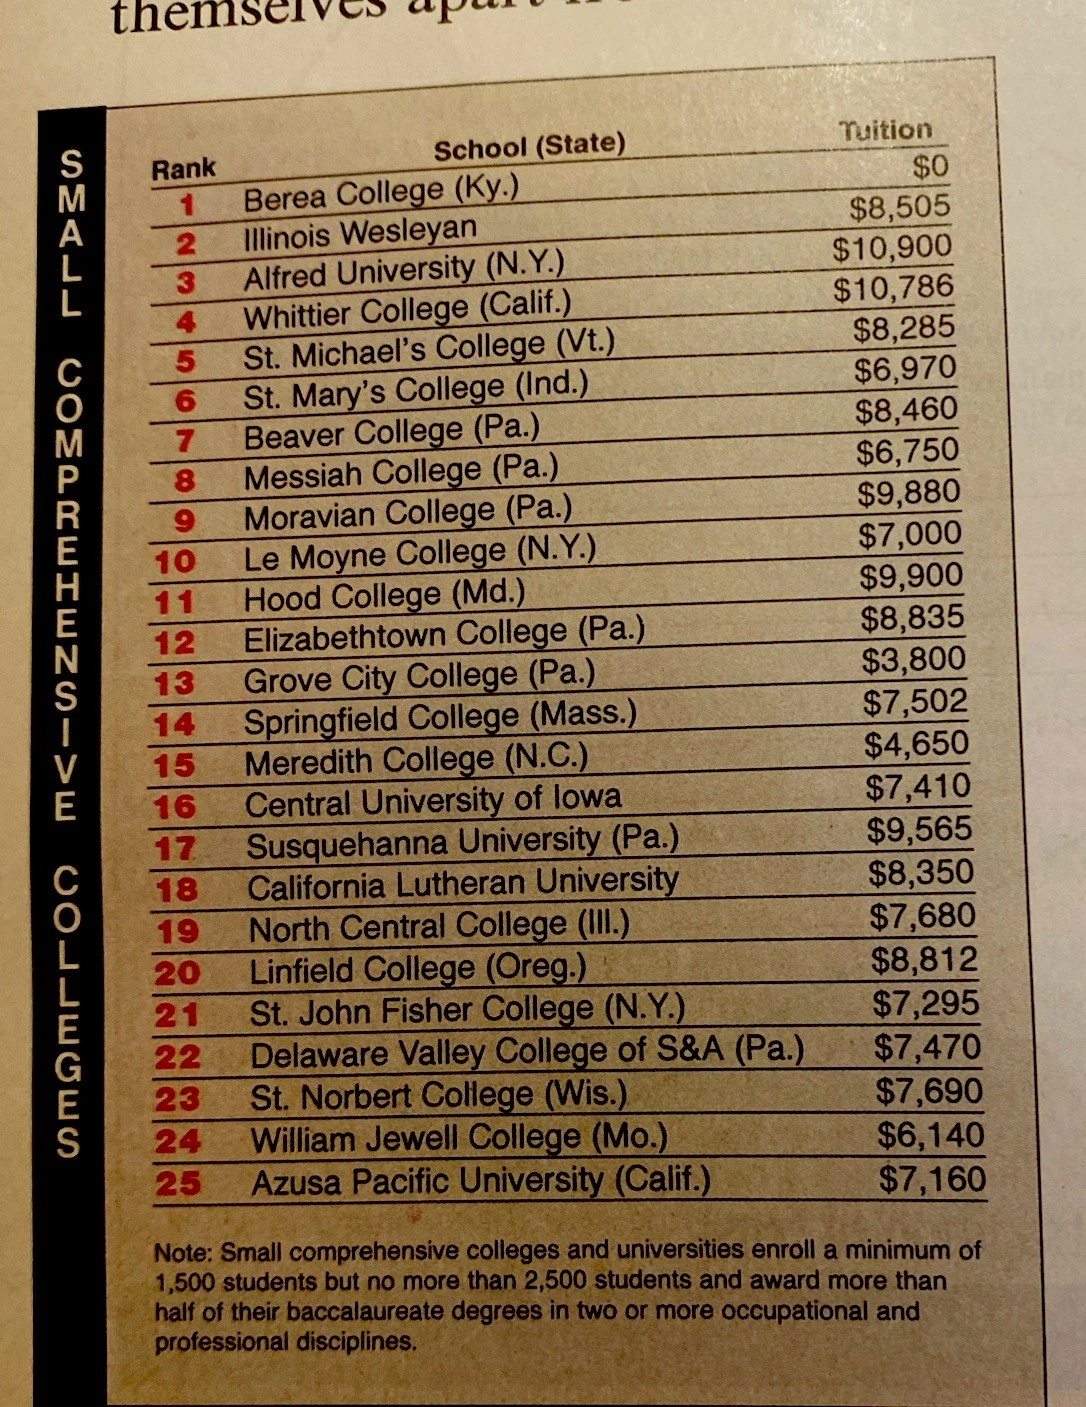 themselves apart
SMALL COMPREHENSIVE COLLEGES
Rank School (State) Tuition
1 Berea College (Ky.) $0
2 Illinois Wesleyan $8,505
3 Alfred University (N.Y.) $10,900
4 Whittier College (Calif.) $10,786
5 St. Michael's College (Vt.) $8,285
6 St. Mary's College (Ind.) $6,970
7 Beaver College (Pa.) $8,460
8 Messiah College (Pa.) $6,750
9 Moravian College (Pa.) $9,880
10 Le Moyne College (N.Y.) $7,000
11 Hood College (Md.) $9,900
12 Elizabethtown College (Pa.) $8,835
13 Grove City College (Pa.) $3,800
14 Springfield College (Mass.) $7,502
15 Meredith College (N.C.) $4,650
16 Central University of Iowa $7,410
17 Susquehanna University (Pa.) $9,565
18 California Lutheran University $8,350
19 North Central College (Ill.) $7,680
20 Linfield College (Oreg.) $8,812
21 St. John Fisher College (N.Y.) $7,295
22 Delaware Valley College of S&A (Pa.) $7,470
23 St. Norbert College (Wis.) $7,690
24 William Jewell College (Mo.) $6,140
25 Azusa Pacific University (Calif.) $7,160
Note: Small comprehensive colleges and universities enroll a minimum of
1,500 students but no more than 2,500 students and award more than
half of their baccalaureate degrees in two or more occupational and
professional disciplines.